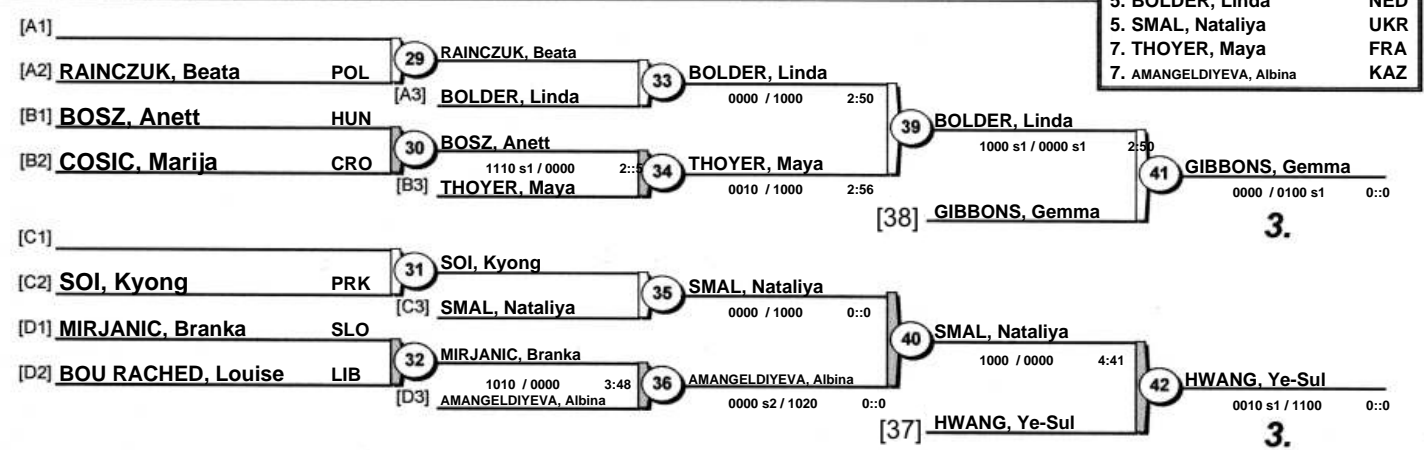 5. BOLDER, Linda NED
5. SMAL, Nataliya UKR
7. THOYER, Maya FRA
7. AMANGELDIYEVA, Albina KAZ
[A1]
[A2] RAINCZUK, Beata POL
29 RAINCZUK, Beata
[A3] BOLDER, Linda
33 BOLDER, Linda
0000 / 1000 2:50
[B1] BOSZ, Anett HUN
[B2] COSIC, Marija CRO
30 BOSZ, Anett
1110 s1 / 0000 2::5
[B3] THOYER, Maya
34 THOYER, Maya
0010 / 1000 2:56
39 BOLDER, Linda
1000 s1 / 0000 s1 2:50
[38] GIBBONS, Gemma
41 GIBBONS, Gemma
0000 / 0100 s1 0::0
3.
[C1]
[C2] SOI, Kyong PRK
31 SOI, Kyong
[C3] SMAL, Nataliya
35 SMAL, Nataliya
0000 / 1000 0::0
[D1] MIRJANIC, Branka SLO
[D2] BOU RACHED, Louise LIB
32 MIRJANIC, Branka
1010 / 0000 3:48
[D3] AMANGELDIYEVA, Albina
36 AMANGELDIYEVA, Albina
0000 s2 / 1020 0::0
40 SMAL, Nataliya
1000 / 0000 4:41
[37] HWANG, Ye-Sul
42 HWANG, Ye-Sul
0010 s1 / 1100 0::0
3.